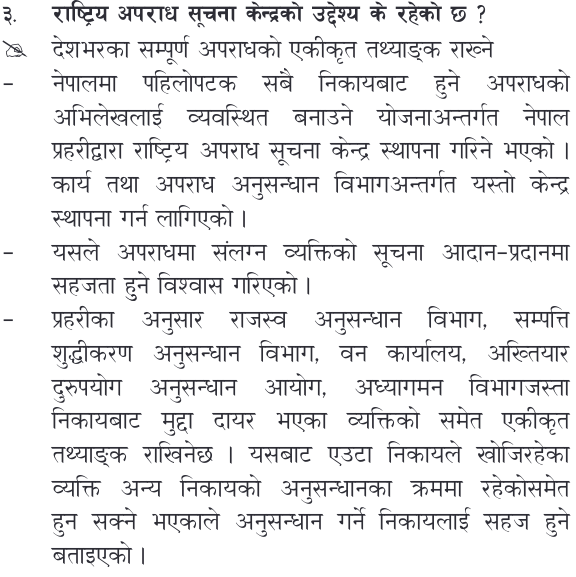 ३. राष्ट्रिय अपराध सूचना केन्द्रको उद्देश्य के रहेको छ ?
देशभरका सम्पूर्ण अपराधको एकीकृत तथ्याङ्क राख्ने
– नेपालमा पहिलोपटक सबै निकायबाट हुने अपराधको
अभिलेखलाई व्यवस्थित बनाउने योजनाअन्तर्गत नेपाल
प्रहरीद्वारा राष्ट्रिय अपराध सूचना केन्द्र स्थापना गरिने भएको ।
कार्य तथा अपराध अनुसन्धान विभागअन्तर्गत यस्तो केन्द्र
स्थापना गर्न लागिएको ।
– यसले अपराधमा संलग्न व्यक्तिको सूचना आदान-प्रदानमा
सहजता हुने विश्वास गरिएको ।
– प्रहरीका अनुसार राजस्व अनुसन्धान विभाग, सम्पत्ति
शुद्धीकरण अनुसन्धान विभाग, वन कार्यालय, अख्तियार
दुरुपयोग अनुसन्धान आयोग, अध्यागमन विभागजस्ता
निकायबाट मुद्दा दायर भएका व्यक्तिको समेत एकीकृत
तथ्याङ्क राखिनेछ । यसबाट एउटा निकायले खोजिरहेका
व्यक्ति अन्य निकायको अनुसन्धानका क्रममा रहेकोसमेत
हुन सक्ने भएकाले अनुसन्धान गर्ने निकायलाई सहज हुने
बताइएको ।